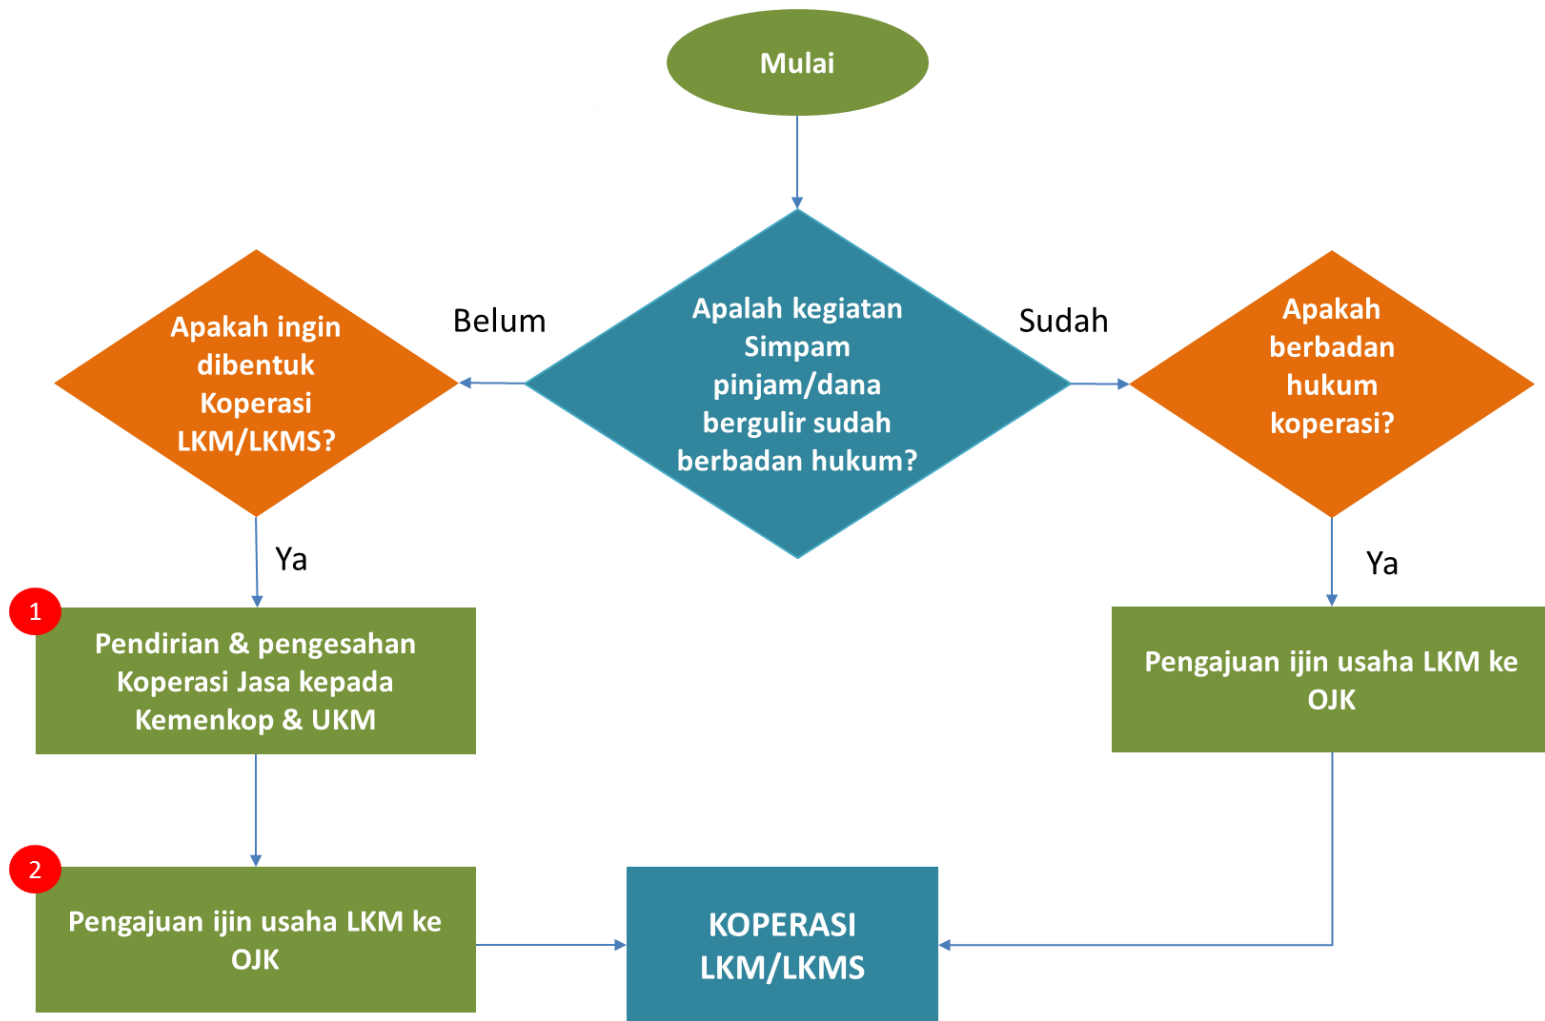 Mulai
Apalah kegiatan
Simpam
pinjam/dana
bergulir sudah
berbadan hukum?
Belum
Sudah
Apakah ingin
dibentuk
Koperasi
LKM/LKMS?
Apakah
berbadan
hukum
koperasi?
Ya
Ya
1
Pendirian & pengesahan
Koperasi Jasa kepada
Kemenkop & UKM
Pengajuan ijin usaha LKM ke
OJK
2
Pengajuan ijin usaha LKM ke
OJK
KOPERASI
LKM/LKMS